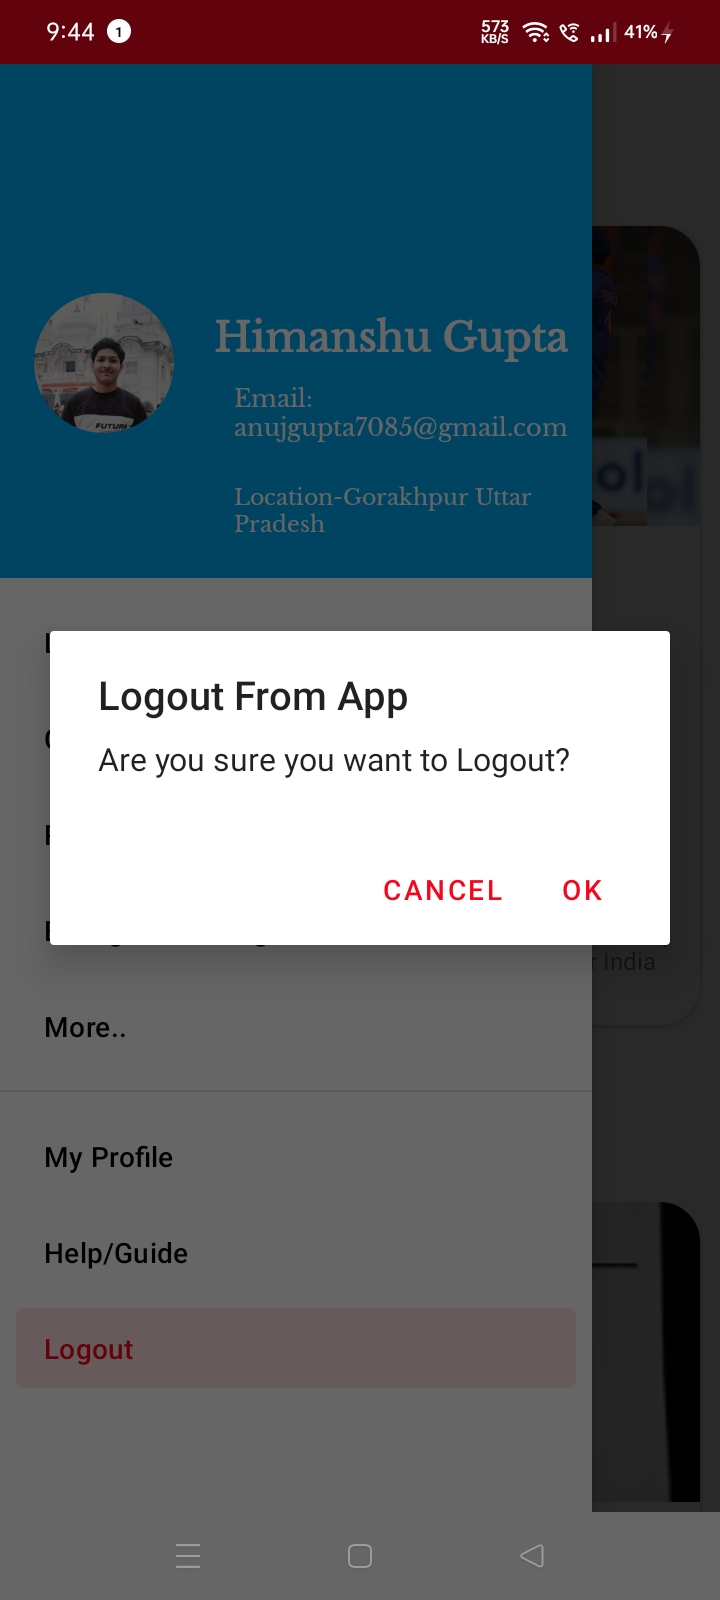 9:44 1 573 KB/S 41%
Himanshu Gupta
Email:
anujgupta7085@gmail.com
Location-Gorakhpur Uttar
Pradesh
Logout From App
Are you sure you want to Logout?
CANCEL OK
India
More..
My Profile
Help/Guide
Logout
FUTURE